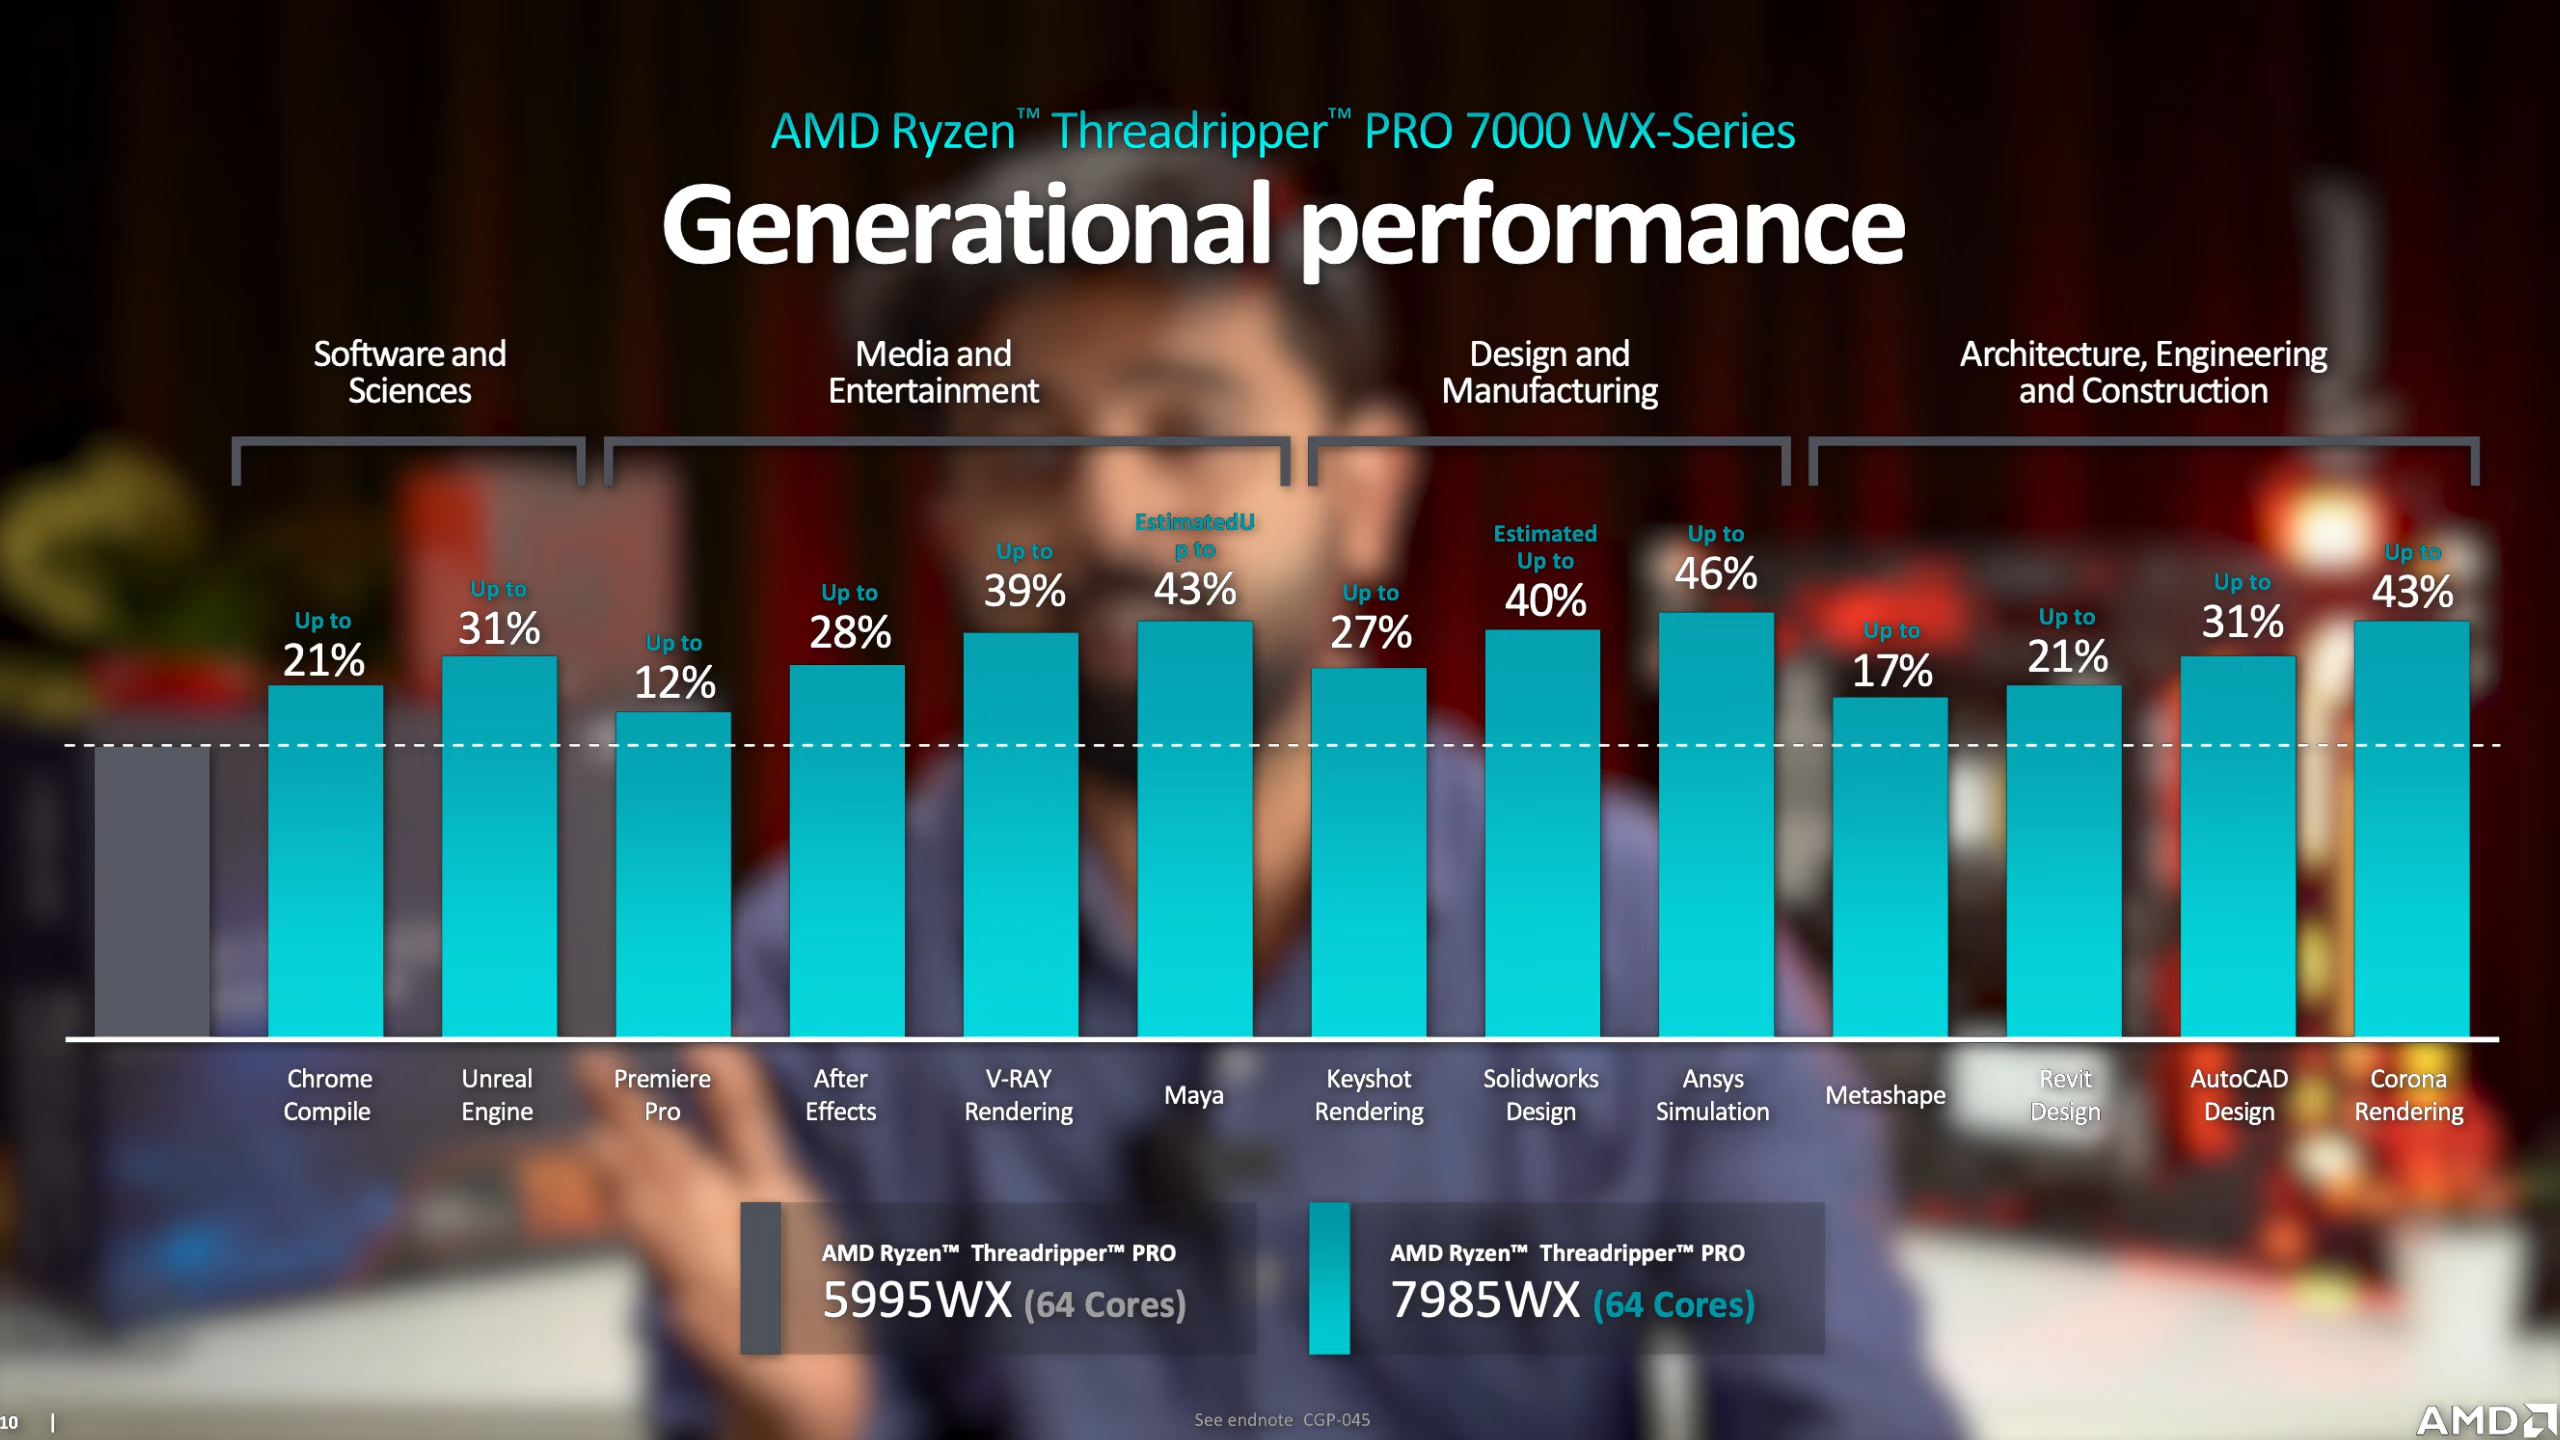 AMD Ryzen™ Threadripper™ PRO 7000 WX-Series
Generational performance
Software and
Sciences
Media and
Entertainment
Design and
Manufacturing
Architecture, Engineering
and Construction
Up to
21%
Up to
31%
Up to
12%
Up to
28%
Up to
39%
EstimatedU
p to
43%
Up to
27%
Estimated
Up to
40%
Up to
46%
Up to
17%
Up to
21%
Up to
31%
Up to
43%
Chrome
Compile
Unreal
Engine
Premiere
Pro
After
Effects
V-RAY
Rendering
Maya
Keyshot
Rendering
Solidworks
Design
Ansys
Simulation
Metashape
Revit
Design
AutoCAD
Design
Corona
Rendering
AMD Ryzen™ Threadripper™ PRO
5995WX (64 Cores)
AMD Ryzen™ Threadripper™ PRO
7985WX (64 Cores)
10 |
See endnote CGP-045
AMD